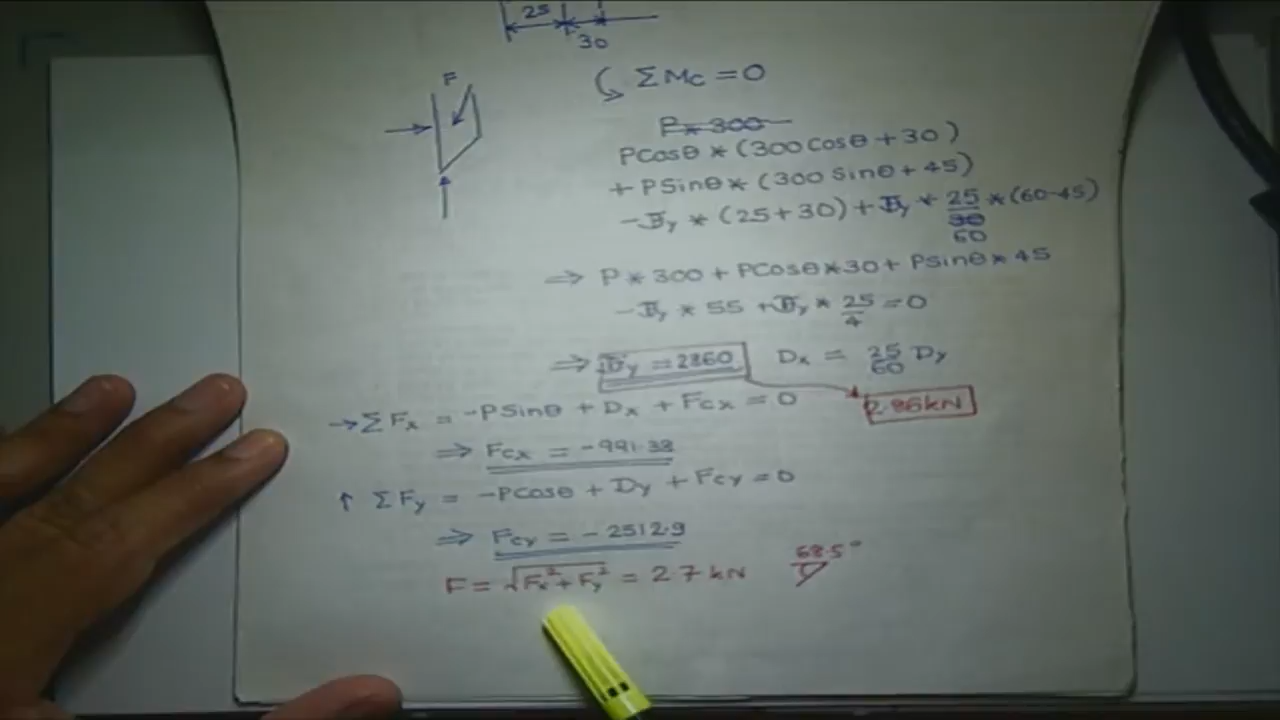 25
30
F
ΣMc = 0
P * 300
PCosθ * (300 Cosθ + 30)
+ PSinθ * (300 Sinθ + 45)
- Dy * (25 + 30) + Dy * 25/60 * (60-45)
⇒ P * 300 + PCosθ * 30 + PSinθ * 45
- Dy * 55 + Dy * 25/4 = 0
⇒ Dy = 2860 Dx = 25/60 Dy
2.86kN
→ ΣFx = -PSinθ + Dx + Fcx = 0
⇒ Fcx = -991.38
↑ ΣFy = -PCosθ + Dy + Fcy = 0
⇒ Fcy = -2512.9
F = √Fx² + Fy² = 2.7 kN 68.5°